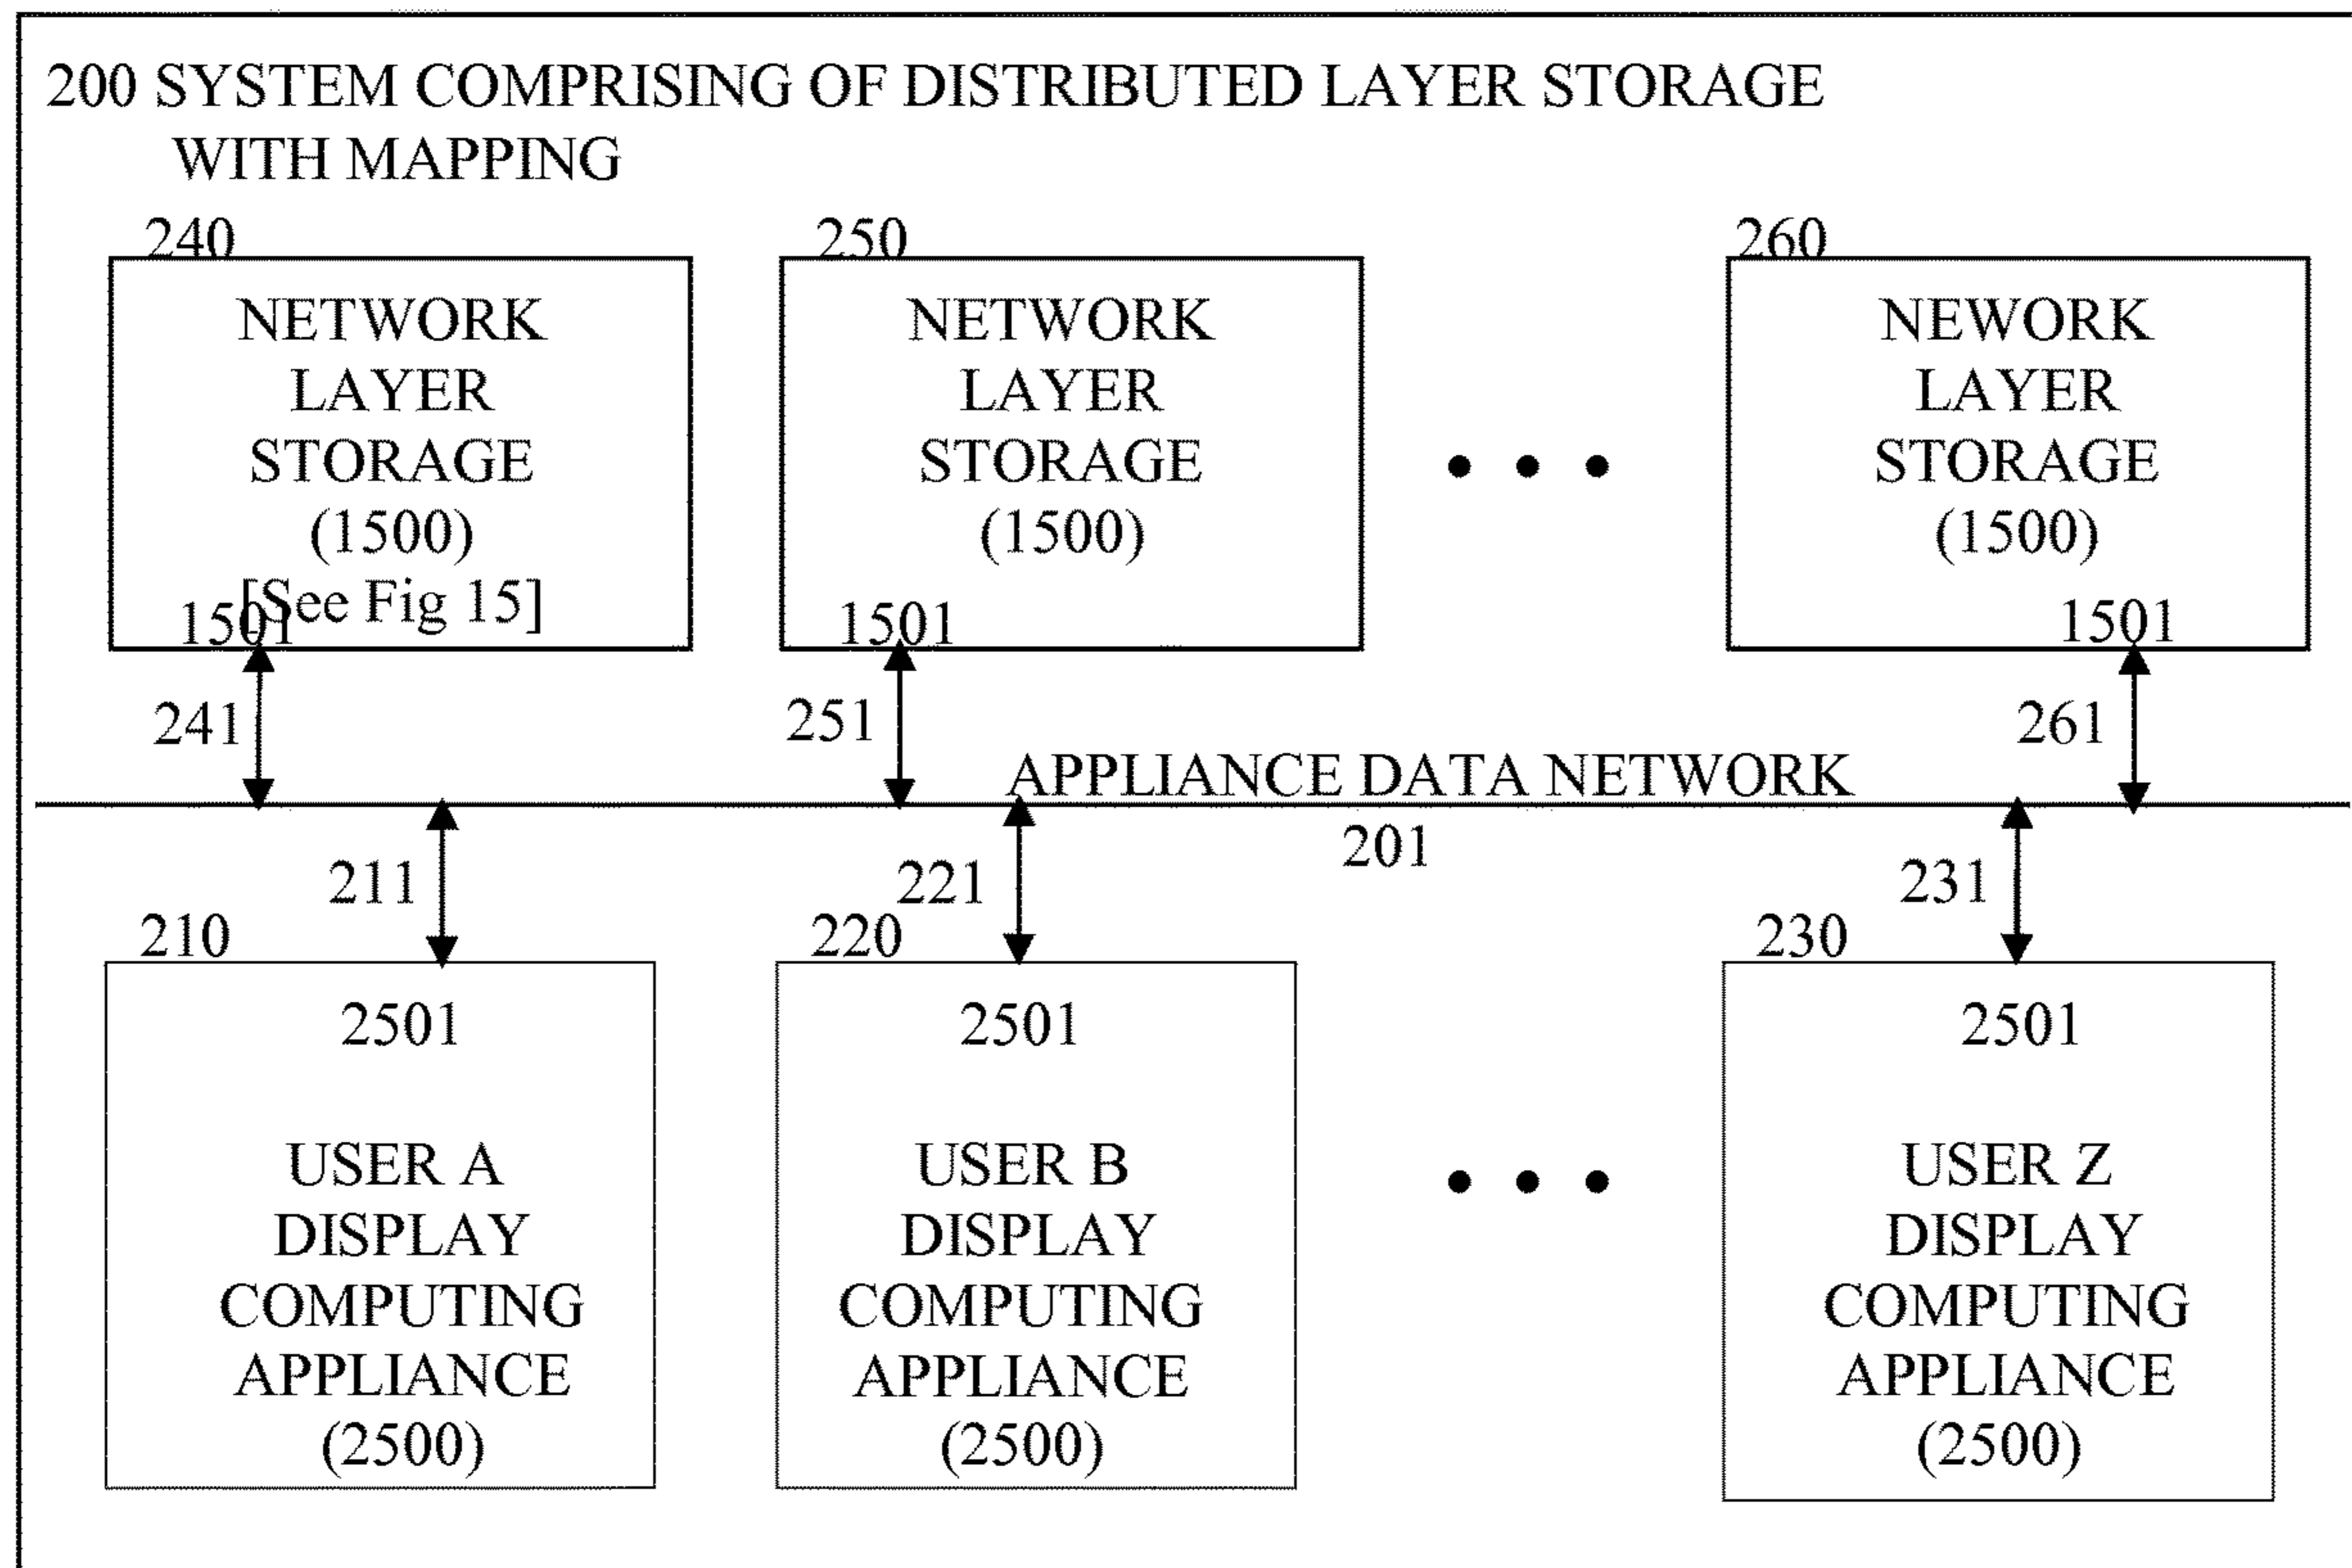 200 SYSTEM COMPRISING OF DISTRIBUTED LAYER STORAGE
WITH MAPPING
240
NETWORK
LAYER
STORAGE
(1500)
[See Fig 15]
1501
250
NETWORK
LAYER
STORAGE
(1500)
1501
260
NEWORK
LAYER
STORAGE
(1500)
1501
241
251
261
APPLIANCE DATA NETWORK
201
211
221
231
210
2501
USER A
DISPLAY
COMPUTING
APPLIANCE
(2500)
220
2501
USER B
DISPLAY
COMPUTING
APPLIANCE
(2500)
230
2501
USER Z
DISPLAY
COMPUTING
APPLIANCE
(2500)